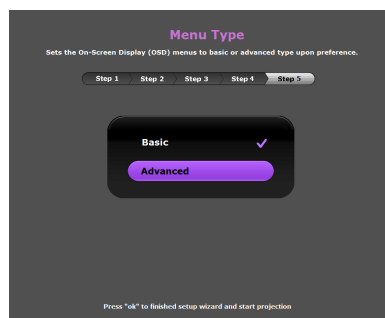 Menu Type
Sets the On-Screen Display (OSD) menus to basic or advanced type upon preference.
Step 1 Step 2 Step 3 Step 4 Step 5
Basic
Advanced
Press "ok" to finished setup wizard and start projection